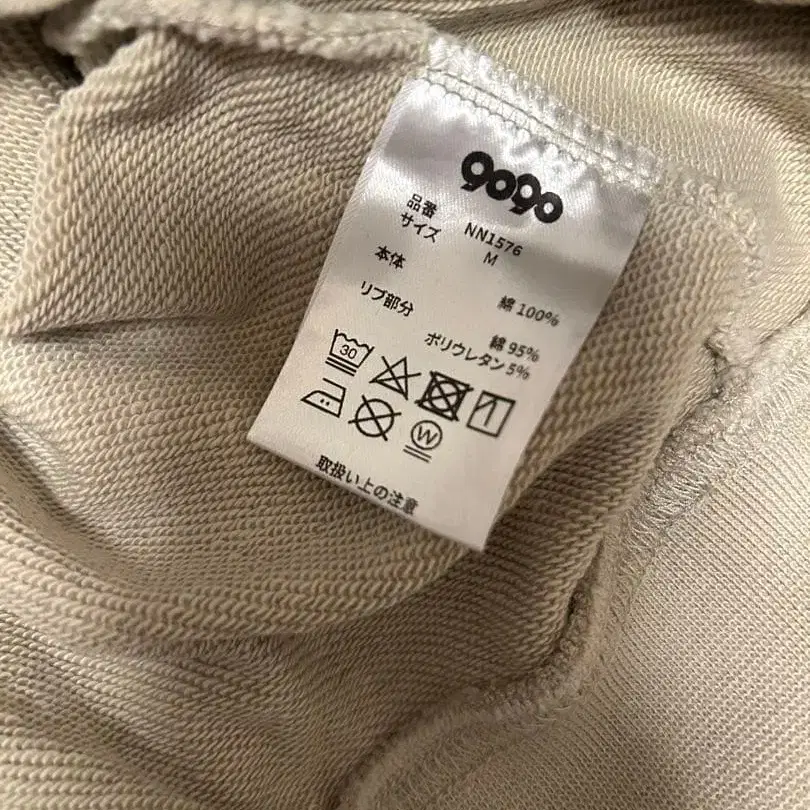 9090
品番 NN1576
サイズ M
本体 綿 100%
リブ部分 綿 95%
ポリウレタン 5%
30
W
取扱い上の注意